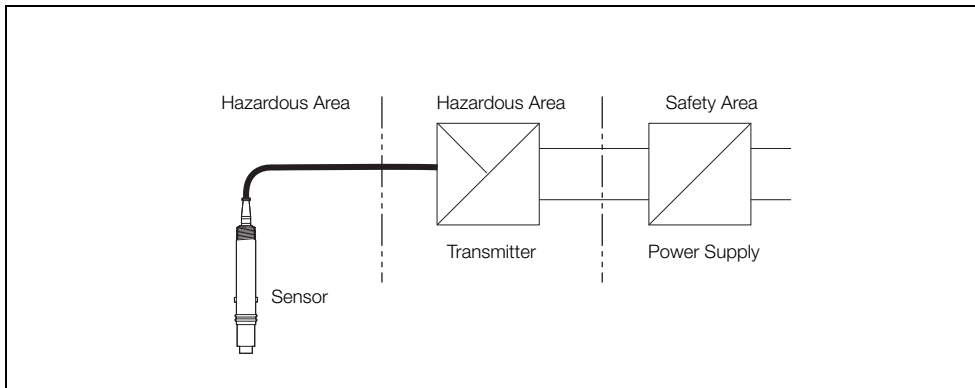 Hazardous Area
Hazardous Area
Safety Area
Transmitter
Power Supply
Sensor